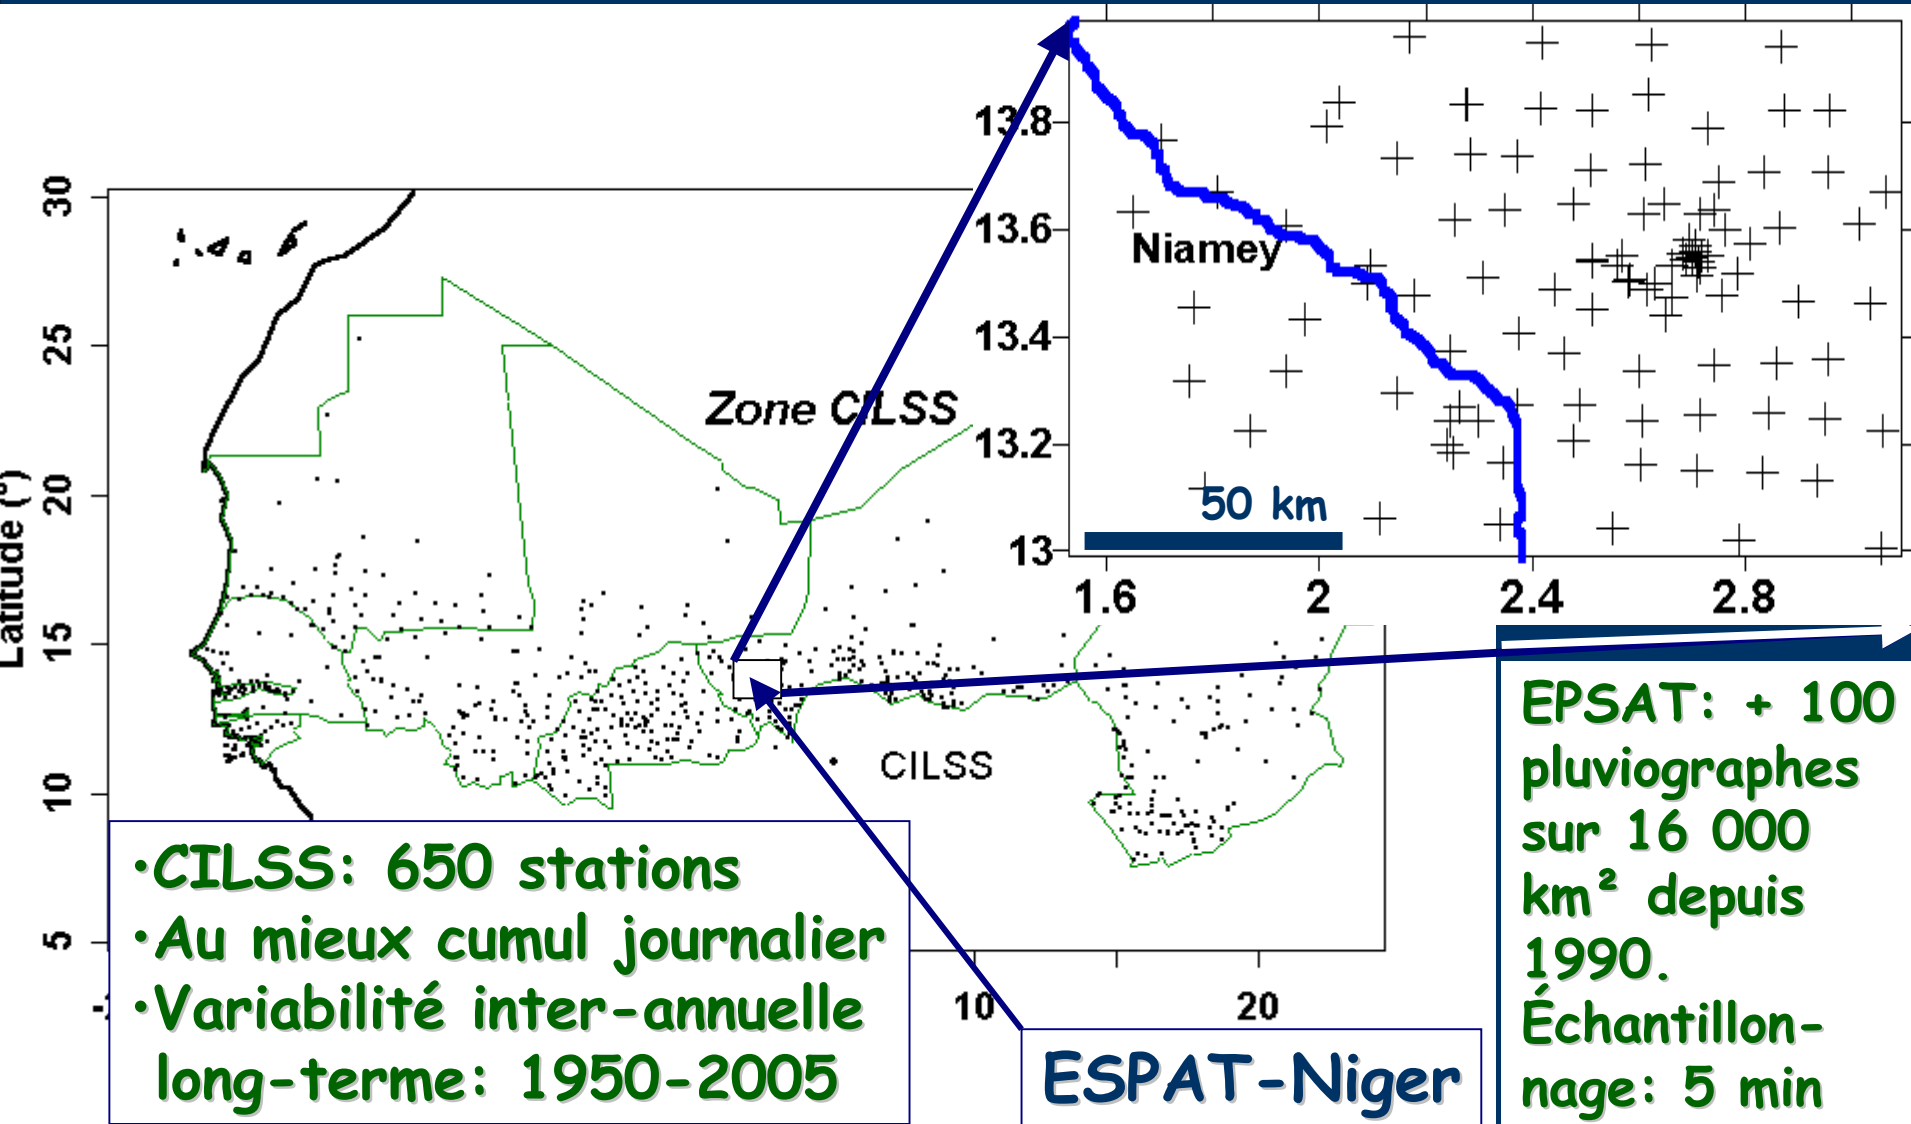 13.8
13.6
13.4
13.2
13
1.6
2
2.4
2.8
Niamey
50 km
30
25
20
15
10
5
Latitude (°)
Zone CILSS
CILSS
10
20
•CILSS: 650 stations
•Au mieux cumul journalier
•Variabilité inter-annuelle
long-terme: 1950-2005
ESPAT-Niger
EPSAT: + 100
pluviographes
sur 16 000
km² depuis
1990.
Échantillon-
nage: 5 min